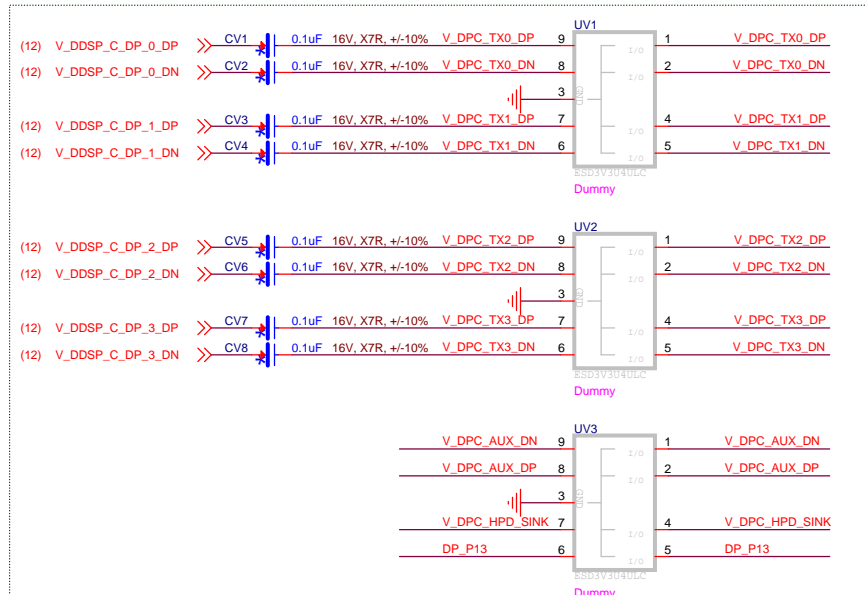 UV1
(12) V_DDSP_C_DP_0_DP CV1 0.1uF 16V, X7R, +/-10% V_DPC_TX0_DP 9 I/O 1 V_DPC_TX0_DP
(12) V_DDSP_C_DP_0_DN CV2 0.1uF 16V, X7R, +/-10% V_DPC_TX0_DN 8 I/O 2 V_DPC_TX0_DN
3 GND
(12) V_DDSP_C_DP_1_DP CV3 0.1uF 16V, X7R, +/-10% V_DPC_TX1_DP 7 I/O 4 V_DPC_TX1_DP
(12) V_DDSP_C_DP_1_DN CV4 0.1uF 16V, X7R, +/-10% V_DPC_TX1_DN 6 I/O 5 V_DPC_TX1_DN
ESD3V3U4ULC
Dummy
UV2
(12) V_DDSP_C_DP_2_DP CV5 0.1uF 16V, X7R, +/-10% V_DPC_TX2_DP 9 I/O 1 V_DPC_TX2_DP
(12) V_DDSP_C_DP_2_DN CV6 0.1uF 16V, X7R, +/-10% V_DPC_TX2_DN 8 I/O 2 V_DPC_TX2_DN
3 GND
(12) V_DDSP_C_DP_3_DP CV7 0.1uF 16V, X7R, +/-10% V_DPC_TX3_DP 7 I/O 4 V_DPC_TX3_DP
(12) V_DDSP_C_DP_3_DN CV8 0.1uF 16V, X7R, +/-10% V_DPC_TX3_DN 6 I/O 5 V_DPC_TX3_DN
ESD3V3U4ULC
Dummy
UV3
V_DPC_AUX_DN 9 I/O 1 V_DPC_AUX_DN
V_DPC_AUX_DP 8 I/O 2 V_DPC_AUX_DP
3 GND
V_DPC_HPD_SINK 7 I/O 4 V_DPC_HPD_SINK
DP_P13 6 I/O 5 DP_P13
ESD3V3U4ULC
Dummy